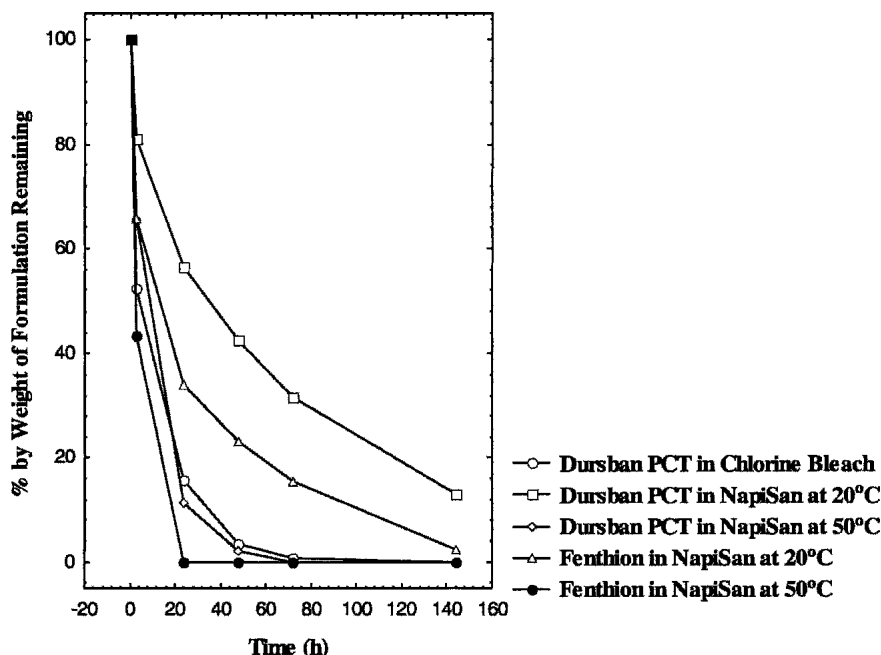 100
80
60
40
20
0
% by Weight of Formulation Remaining
-20 0 20 40 60 80 100 120 140 160
Time (h)
Dursban PCT in Chlorine Bleach
Dursban PCT in NapiSan at 20°C
Dursban PCT in NapiSan at 50°C
Fenthion in NapiSan at 20°C
Fenthion in NapiSan at 50°C